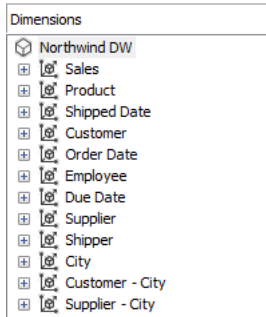 Dimensions
Northwind DW
Sales
Product
Shipped Date
Customer
Order Date
Employee
Due Date
Supplier
Shipper
City
Customer - City
Supplier - City